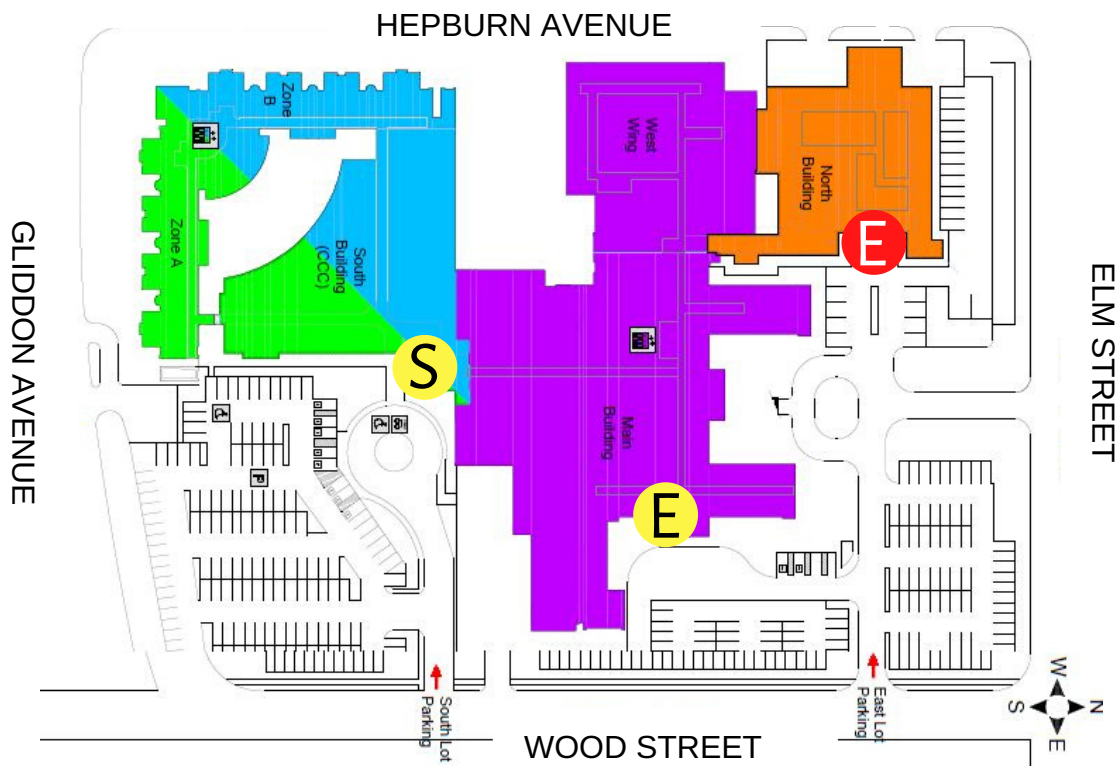 HEPBURN AVENUE
Zone
B
West
Wing
North
Building
Zone A
South
Building
(CCC)
E
GLIDDON AVENUE
ELM STREET
S
Main
Building
P
E
South Lot
Parking
East Lot
Parking
W
S
N
E
WOOD STREET